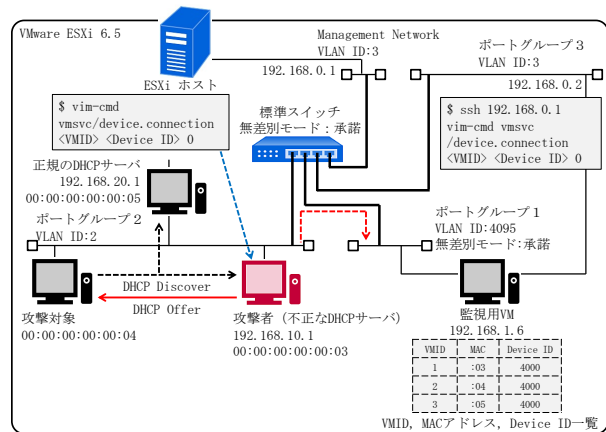 VMware ESXi 6.5
ESXi ホスト
Management Network
VLAN ID:3
192.168.0.1
ポートグループ３
VLAN ID:3
192.168.0.2
$ vim-cmd
vmsvc/device.connection
<VMID> <Device ID> 0
標準スイッチ
無差別モード：承諾
$ ssh 192.168.0.1
vim-cmd vmsvc
/device.connection
<VMID> <Device ID> 0
正規のDHCPサーバ
192.168.20.1
00:00:00:00:00:05
ポートグループ２
VLAN ID:2
ポートグループ１
VLAN ID:4095
無差別モード:承諾
DHCP Discover
DHCP Offer
攻撃対象
00:00:00:00:00:04
攻撃者（不正なDHCPサーバ）
192.168.10.1
00:00:00:00:00:03
監視用VM
192.168.1.6
VMID MAC Device ID
1 :03 4000
2 :04 4000
3 :05 4000
VMID, MACアドレス, Device ID一覧